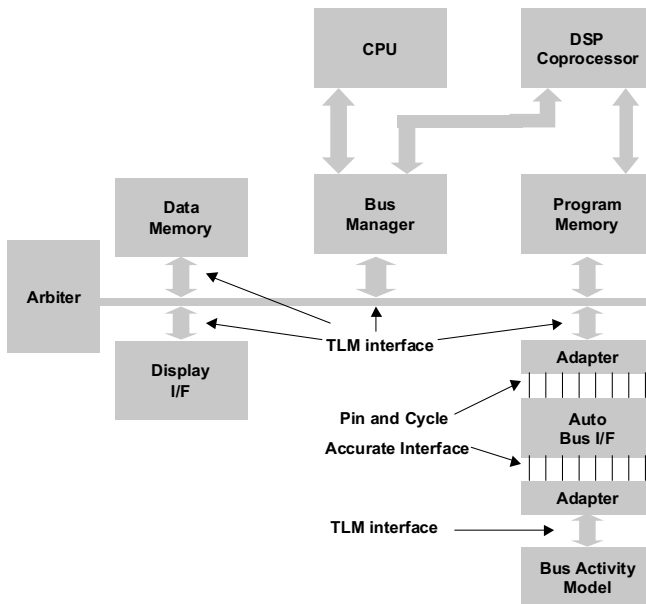 CPU
DSP
Coprocessor
Data
Memory
Bus
Manager
Program
Memory
Arbiter
TLM interface
Display
I/F
Adapter
Pin and Cycle
Accurate Interface
Auto
Bus I/F
Adapter
TLM interface
Bus Activity
Model